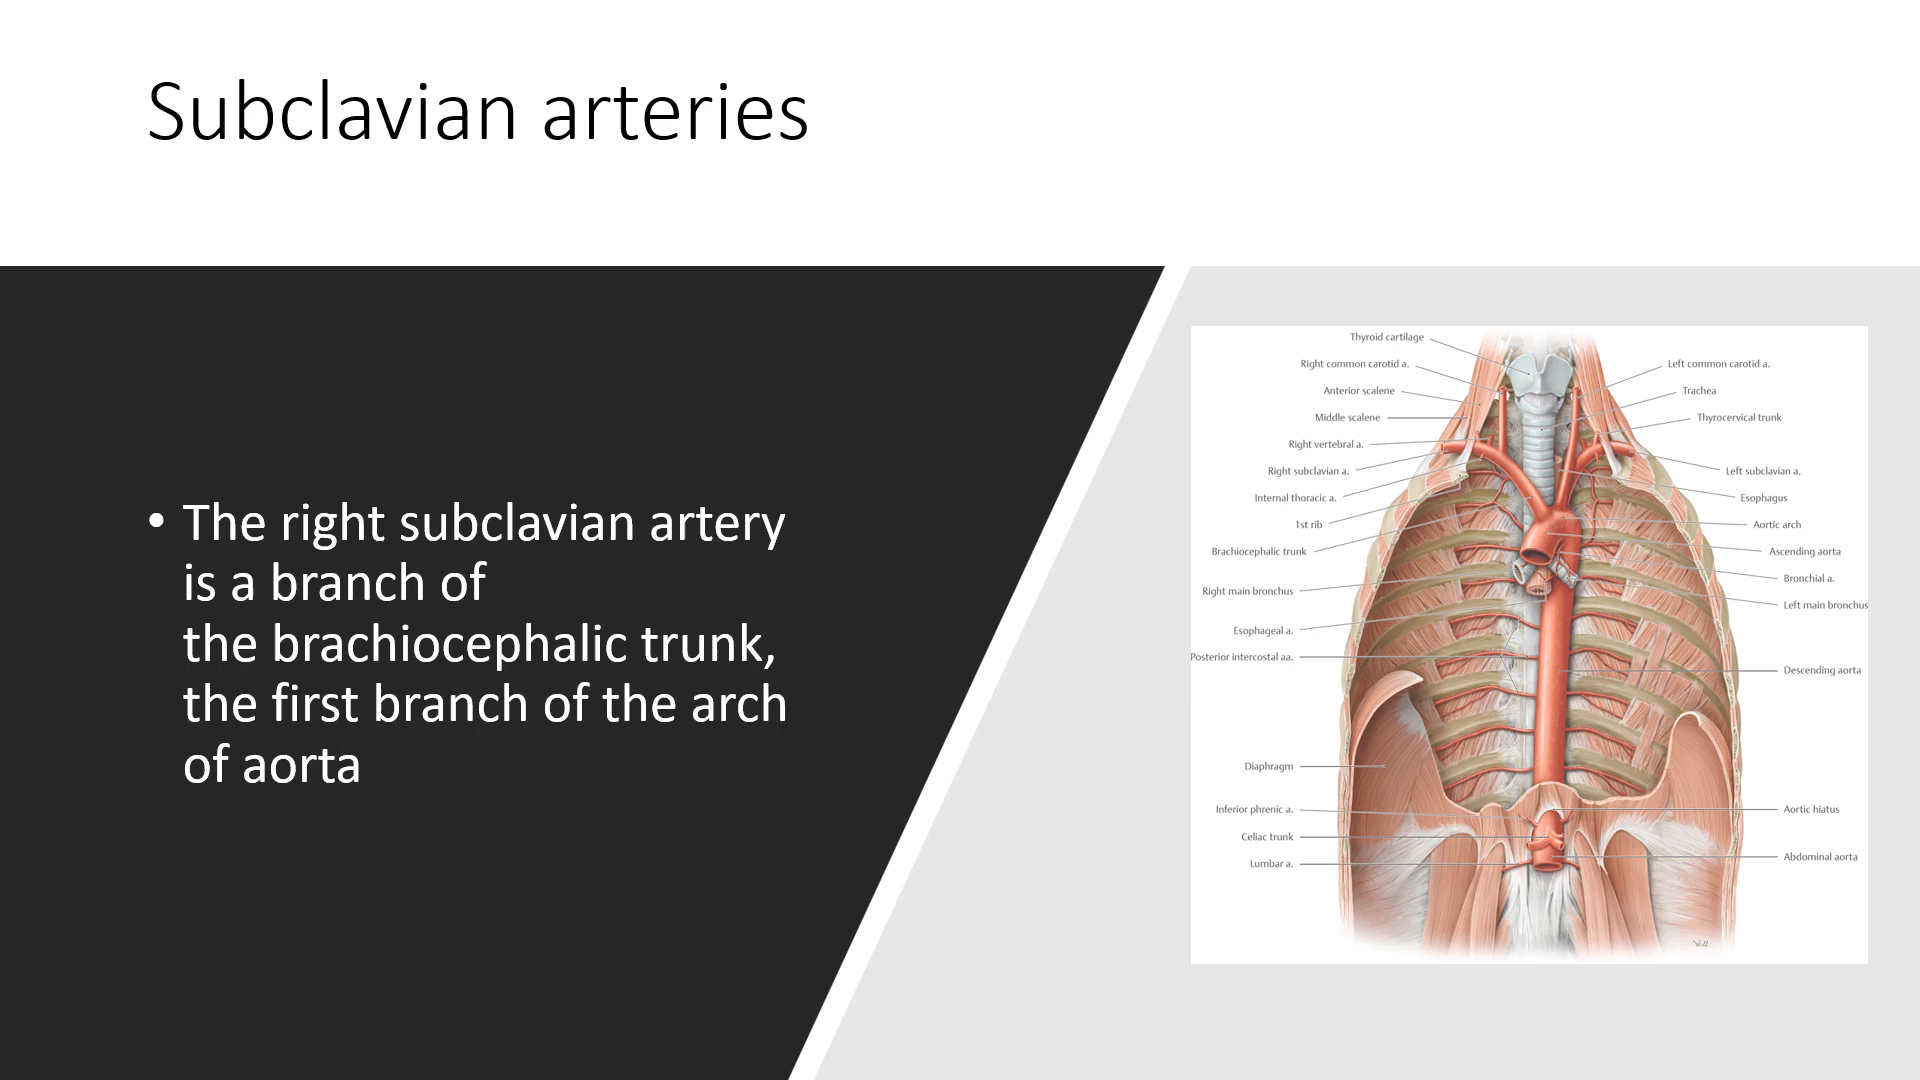 Subclavian arteries
• The right subclavian artery
is a branch of
the brachiocephalic trunk,
the first branch of the arch
of aorta
Thyroid cartilage
Right common carotid a.
Anterior scalene
Middle scalene
Right vertebral a.
Right subclavian a.
Internal thoracic a.
1st rib
Brachiocephalic trunk
Right main bronchus
Esophageal a.
Posterior intercostal aa.
Diaphragm
Inferior phrenic a.
Celiac trunk
Lumbar a.
Left common carotid a.
Trachea
Thyrocervical trunk
Left subclavian a.
Esophagus
Aortic arch
Ascending aorta
Bronchial a.
Left main bronchus
Descending aorta
Aortic hiatus
Abdominal aorta